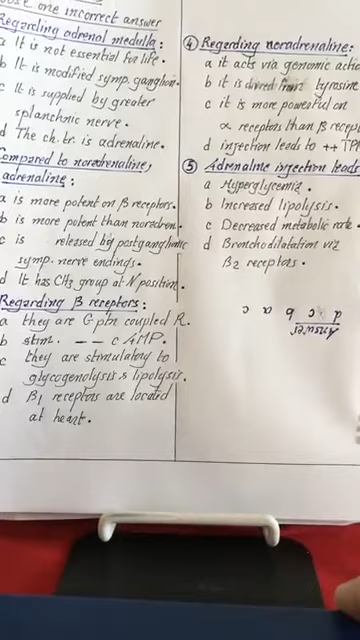 one incorrect answer
Regarding adrenal medulla:
a It is not essential for life.
b It is modified symp. ganglion.
c It is supplied by greater
splanchnic nerve.
d The ch. tr. is adrenaline.
Compared to noradrenaline,
adrenaline:
a is more potent on β receptors.
b is more potent than noradren.
c is released by postganglionic
symp. nerve endings.
d It has CH3 group at N position.
Regarding β receptors:
a they are G ptn coupled R.
b stim. -- c AMP.
c they are stimulatory to
glycogenolysis & lipolysis.
d β1 receptors are located
at heart.
④ Regarding noradrenaline:
a it acts via genomic actio
b it is dived from tyrosine
c it is more powerful on
α receptors than β recep
d injection leads to ++ TP
⑤ Adrenaline injection leads
a Hyperglycemia.
b Increased lipolysis.
c Decreased metabolic rate.
d Bronchodilatation via
β2 receptors.
Answer
d c b a c